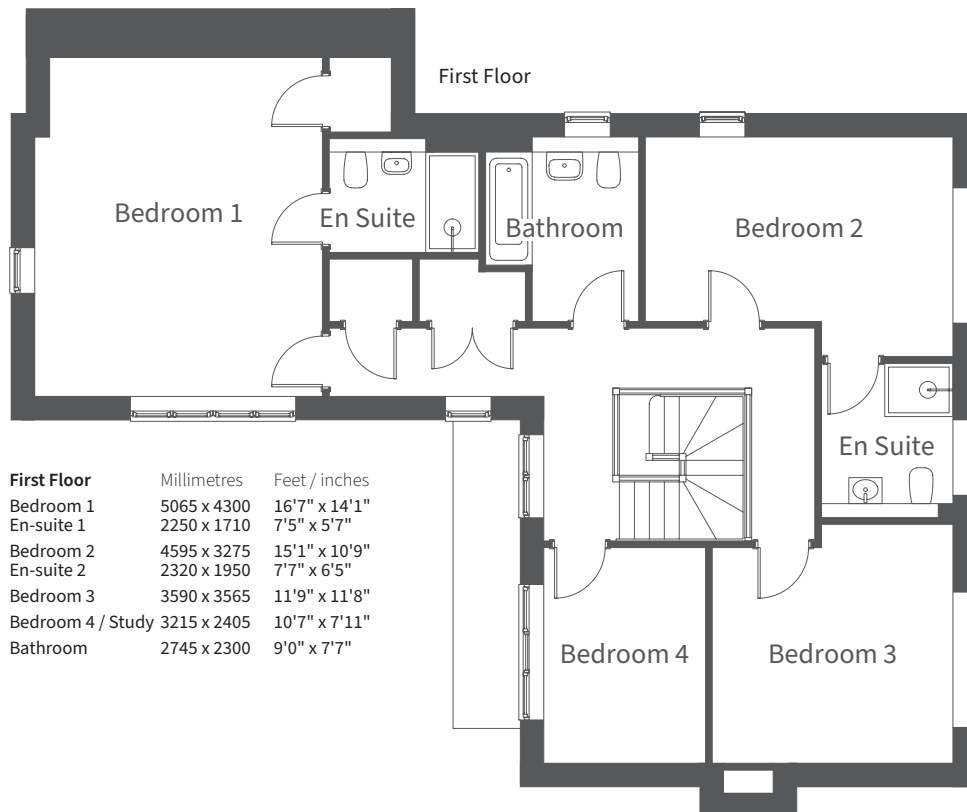 First Floor
Bedroom 1
En Suite
Bathroom
Bedroom 2
En Suite
First Floor Millimetres Feet / inches
Bedroom 1 5065 x 4300 16'7" x 14'1"
En-suite 1 2250 x 1710 7'5" x 5'7"
Bedroom 2 4595 x 3275 15'1" x 10'9"
En-suite 2 2320 x 1950 7'7" x 6'5"
Bedroom 3 3590 x 3565 11'9" x 11'8"
Bedroom 4 / Study 3215 x 2405 10'7" x 7'11"
Bathroom 2745 x 2300 9'0" x 7'7"
Bedroom 4
Bedroom 3